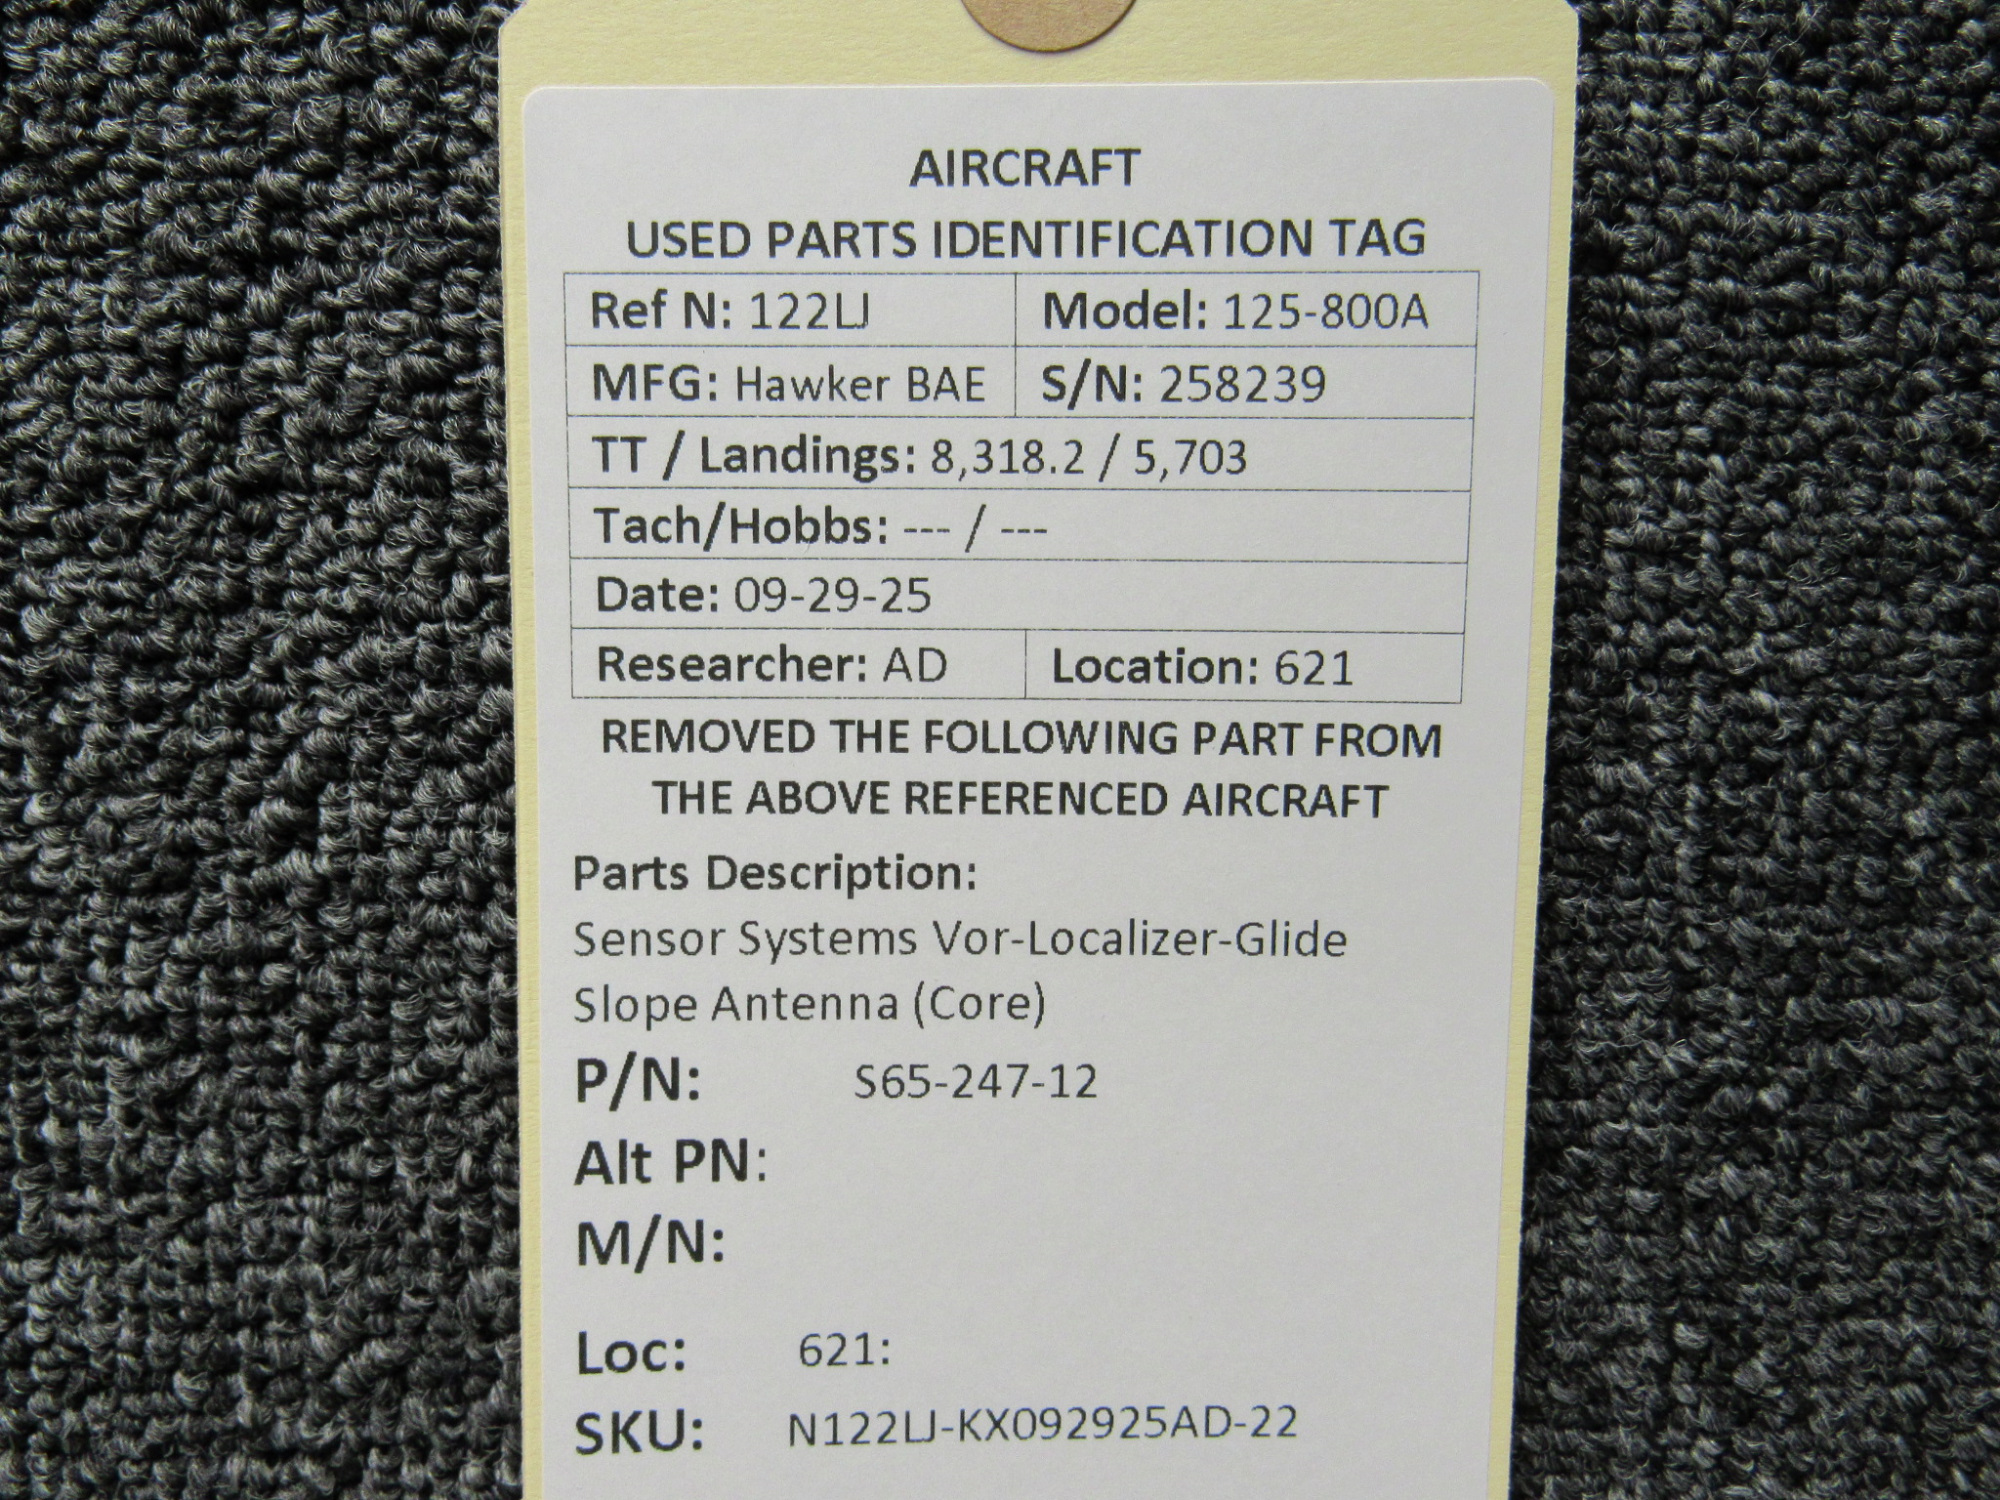 AIRCRAFT
USED PARTS IDENTIFICATION TAG
Ref N: 122LJ Model: 125-800A
MFG: Hawker BAE S/N: 258239
TT / Landings: 8,318.2 / 5,703
Tach/Hobbs: --- / ---
Date: 09-29-25
Researcher: AD Location: 621
REMOVED THE FOLLOWING PART FROM
THE ABOVE REFERENCED AIRCRAFT
Parts Description:
Sensor Systems Vor-Localizer-Glide
Slope Antenna (Core)
P/N: S65-247-12
Alt PN:
M/N:
Loc: 621:
SKU: N122LJ-KX092925AD-22